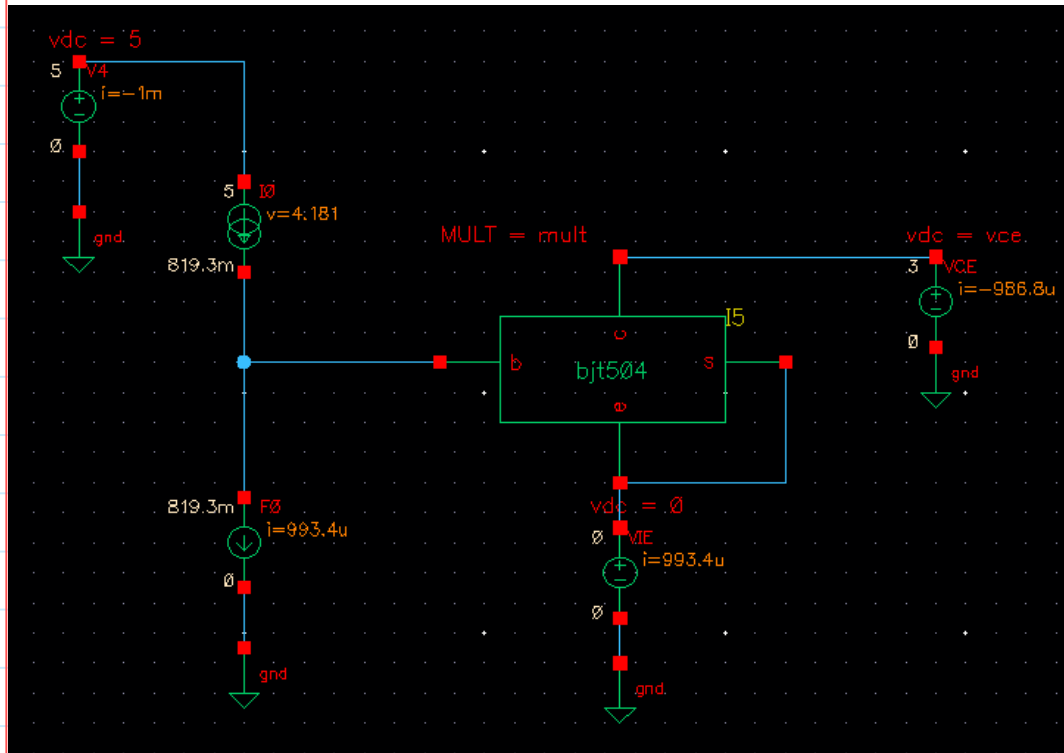 vdc = 5
5
V4
i=-1m
0
gnd
5
I0
v=4.181
819.3m
MULT = mult
I5
b
c
s
e
bjt504
vdc = vce
3
VCE
i=-986.8u
0
gnd
819.3m
F0
i=993.4u
0
gnd
vdc = 0
0
VIE
i=993.4u
0
gnd